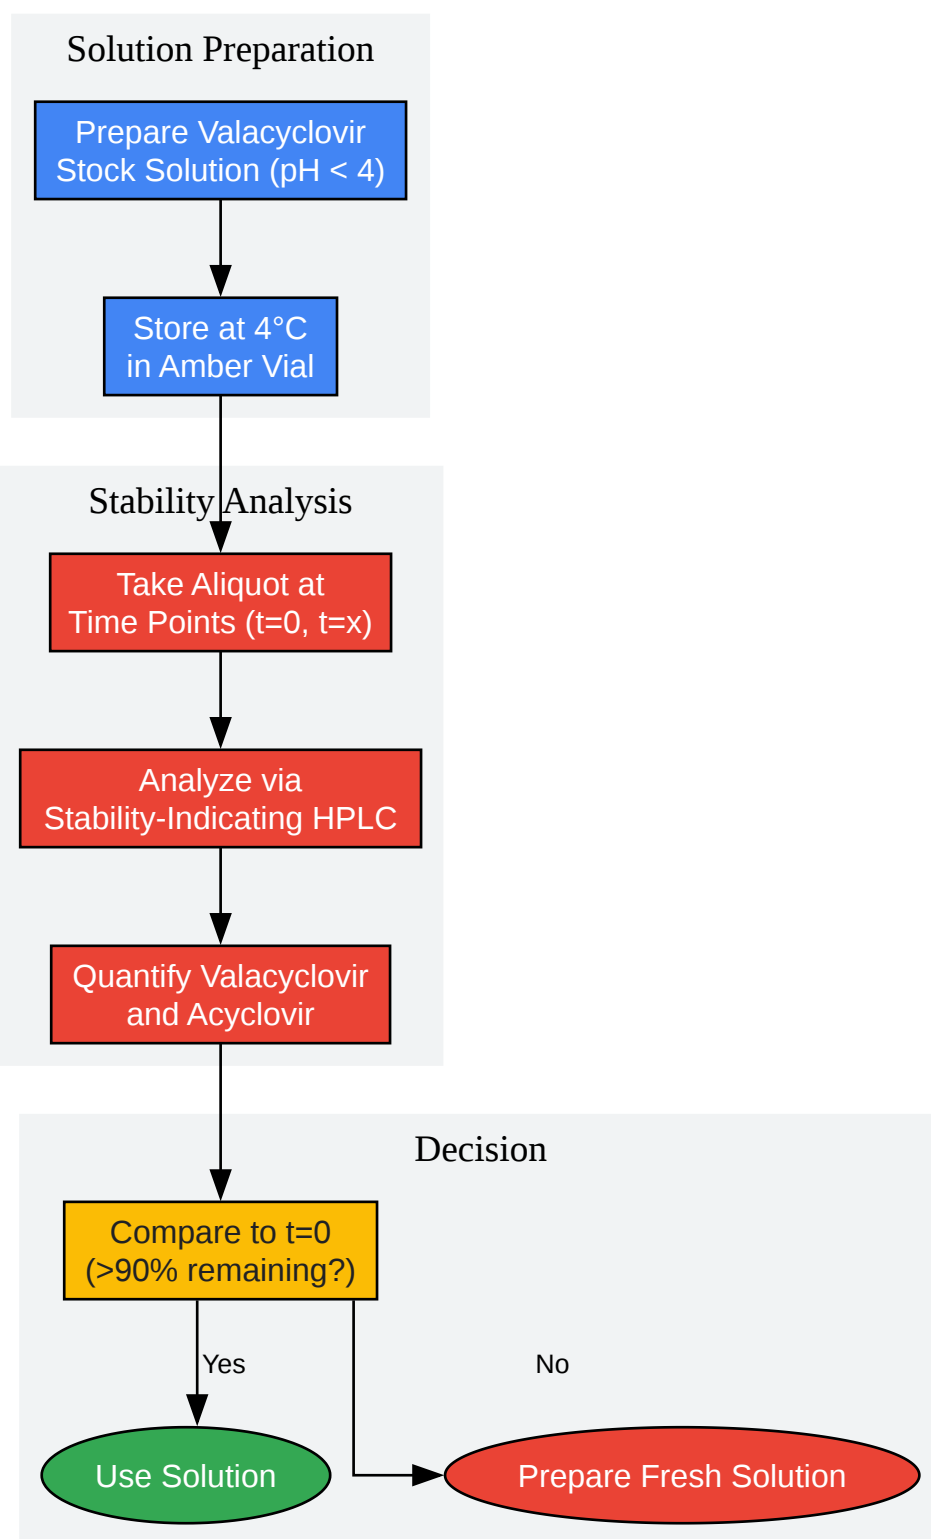 Solution Preparation
Prepare Valacyclovir
Stock Solution (pH < 4)
Store at 4°C
in Amber Vial
Stability Analysis
Take Aliquot at
Time Points (t=0, t=x)
Analyze via
Stability-Indicating HPLC
Quantify Valacyclovir
and Acyclovir
Decision
Compare to t=0
(>90% remaining?)
Yes
No
Use Solution
Prepare Fresh Solution